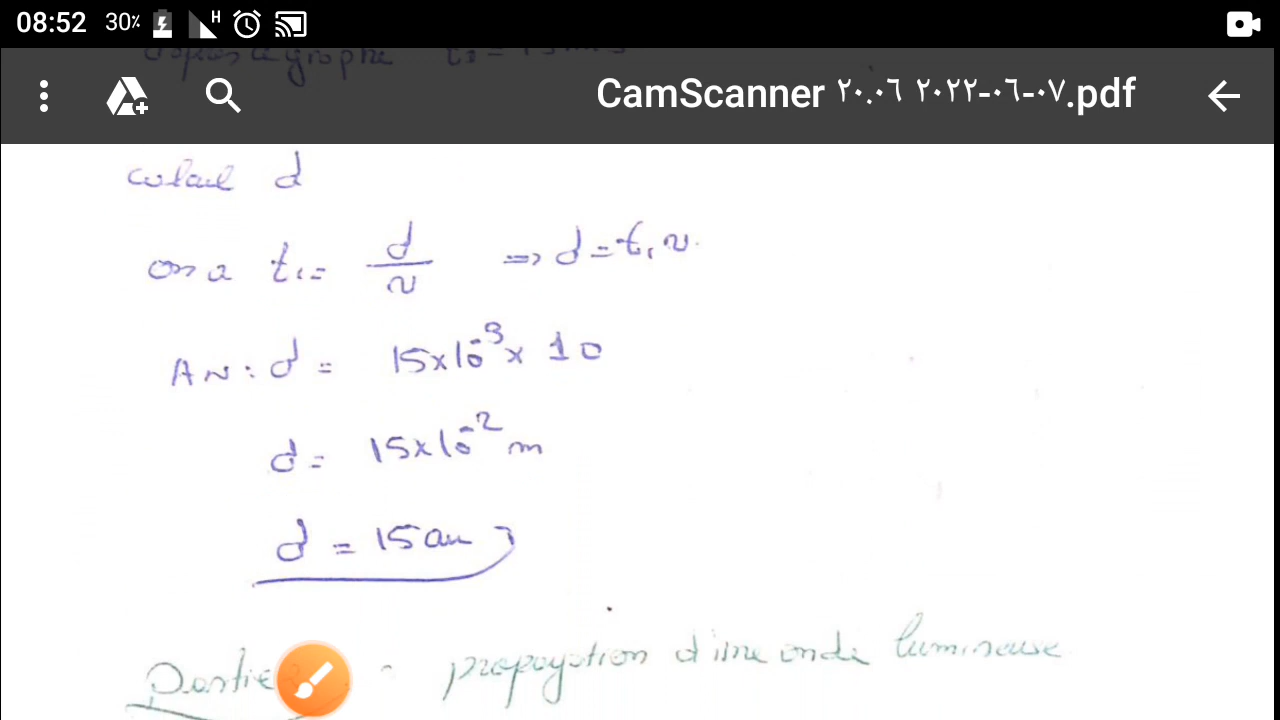 08:52 30% H
CamScanner ٢٠.٠٦ ٢٠٢٢-٠٦-٠٧.pdf
calcul d
on a t₁ = d/v ⇒ d = t₁ v
AN: d = 15×10⁻³ × 10
d = 15×10⁻² m
d = 15 cm
Partie : propagation d'une onde lumineuse